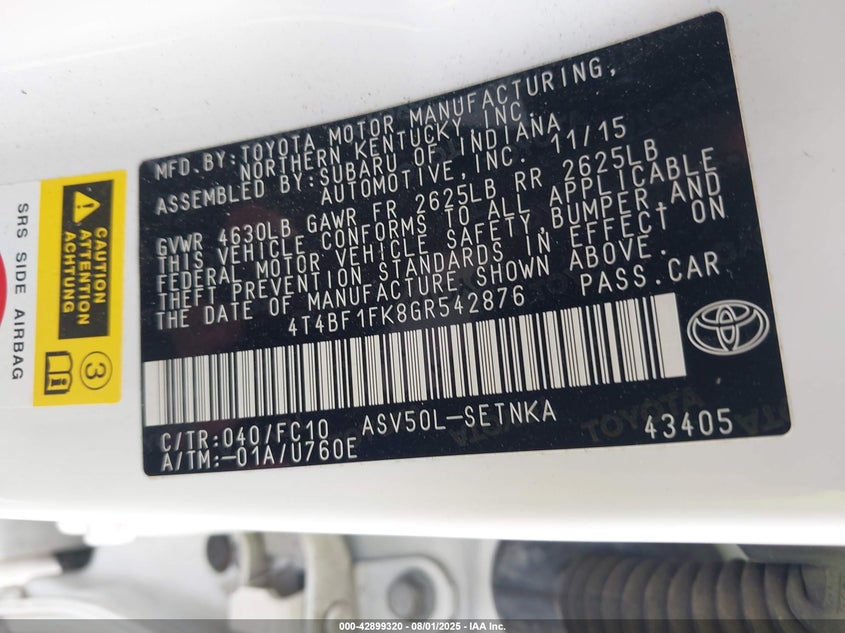 MFD.BY:TOYOTA MOTOR MANUFACTURING,
NORTHERN KENTUCKY, INC.
ASSEMBLED BY:SUBARU OF INDIANA
AUTOMOTIVE,INC. 11/15
GVWR 4630LB GAWR FR 2625LB RR 2625LB
THIS VEHICLE CONFORMS TO ALL APPLICABLE
FEDERAL MOTOR VEHICLE SAFETY,BUMPER,AND
THEFT PREVENTION STANDARDS IN EFFECT ON
THE DATE OF MANUFACTURE SHOWN ABOVE.
4T4BF1FK8GR542876 PASS.CAR
C/TR:040/FC10 ASV50L-SETNKA
A/TM:-01A/U760E 43405
TOYOTA
TOYOTA
CAUTION
ATTENTION
ACHTUNG
3
SRS SIDE AIRBAG
000-42899320 | 08/01/2025 | IAA Inc.